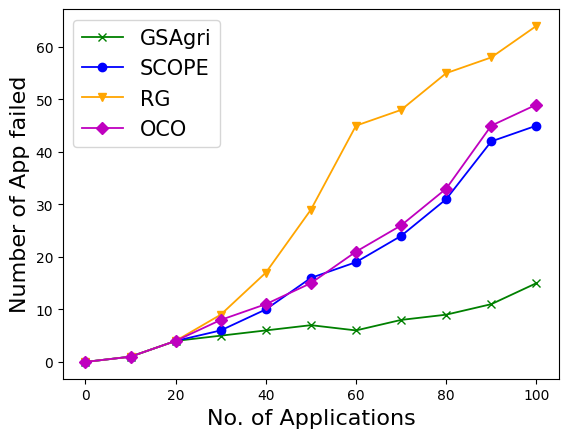 GSAgri
SCOPE
RG
OCO
60
50
40
30
20
10
0
Number of App failed
0 20 40 60 80 100
No. of Applications